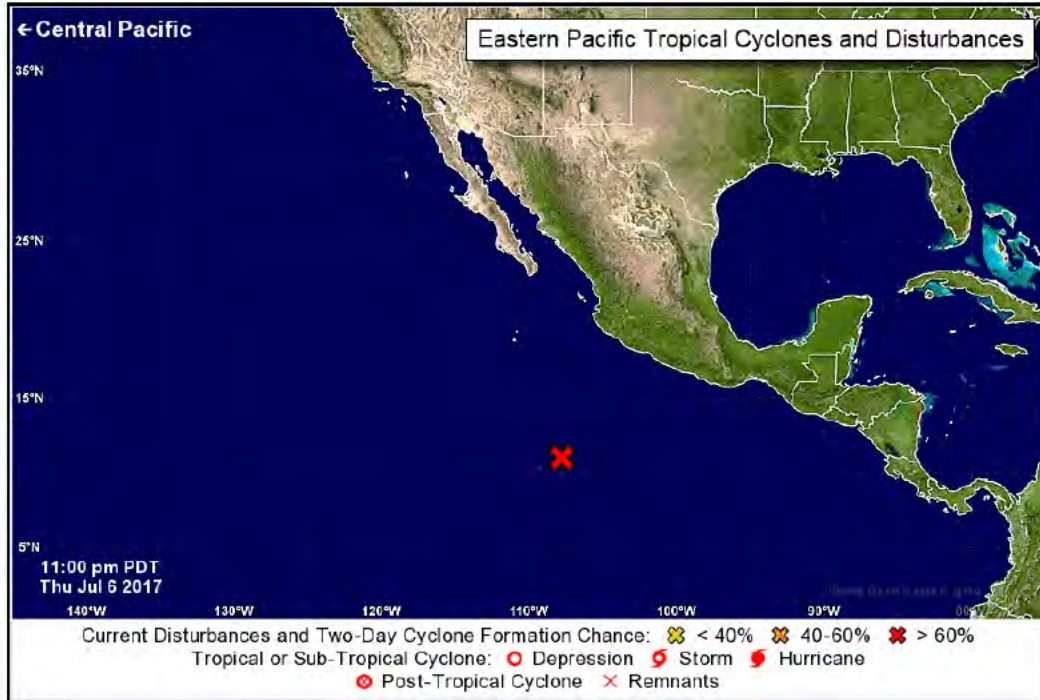 ← Central Pacific
Eastern Pacific Tropical Cyclones and Disturbances
35°N
25°N
15°N
5°N
11:00 pm PDT
Thu Jul 6 2017
140°W 130°W 120°W 110°W 100°W 90°W
Current Disturbances and Two-Day Cyclone Formation Chance: < 40% 40-60% > 60%
Tropical or Sub-Tropical Cyclone: Depression Storm Hurricane
Post-Tropical Cyclone Remnants